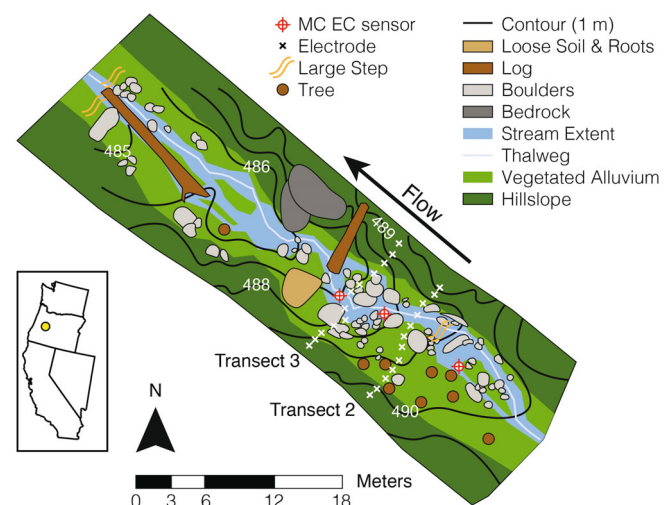 MC EC sensor
Electrode
Large Step
Tree
Contour (1 m)
Loose Soil & Roots
Log
Boulders
Bedrock
Stream Extent
Thalweg
Vegetated Alluvium
Hillslope
Flow
485
486
489
488
490
Transect 3
Transect 2
N
Meters
0 3 6 12 18